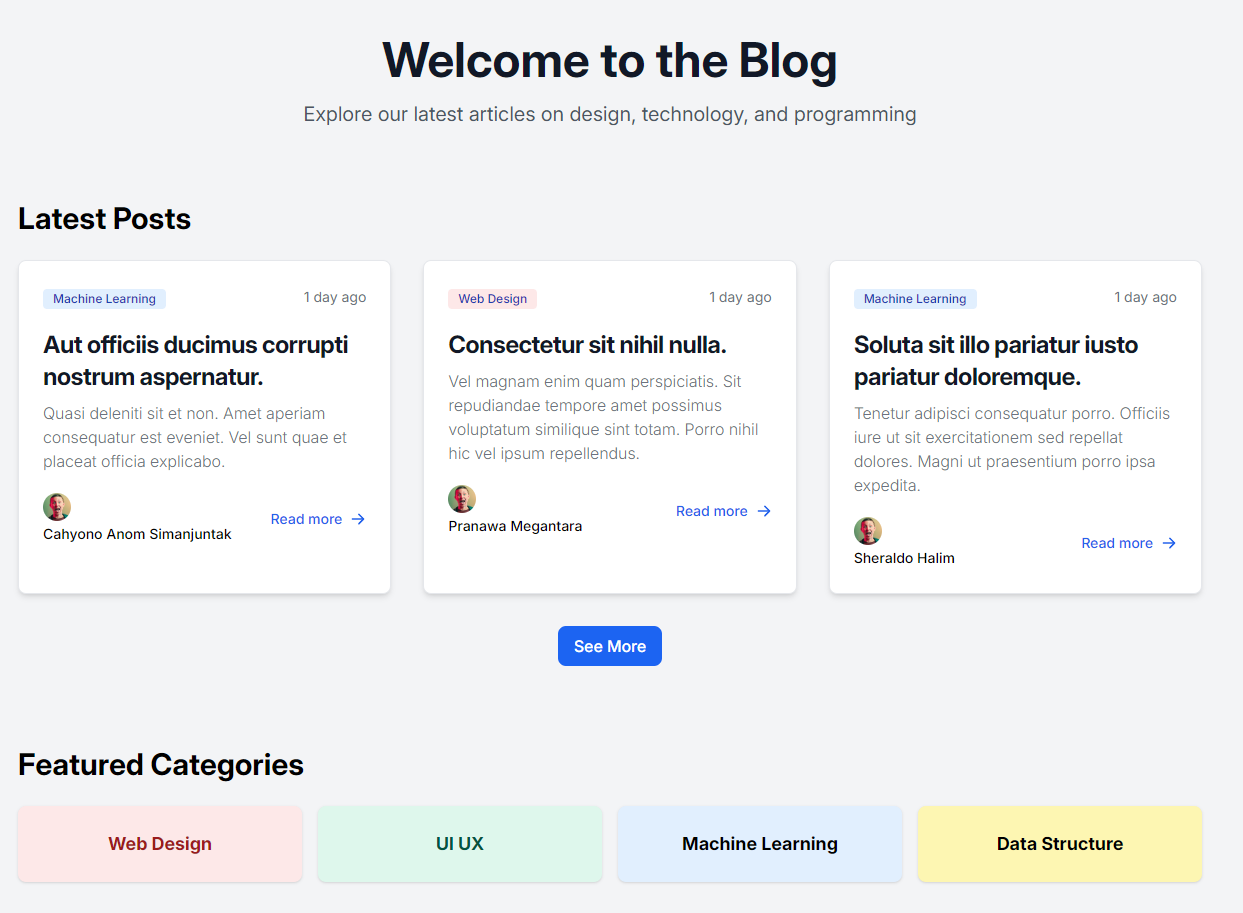 Welcome to the Blog
Explore our latest articles on design, technology, and programming
Latest Posts
Machine Learning
1 day ago
Aut officiis ducimus corrupti
nostrum aspernatur.
Quasi deleniti sit et non. Amet aperiam
consequatur est eveniet. Vel sunt quae et
placeat officia explicabo.
Cahyono Anom Simanjuntak
Read more
Web Design
1 day ago
Consectetur sit nihil nulla.
Vel magnam enim quam perspiciatis. Sit
repudiandae tempore amet possimus
voluptatum similique sint totam. Porro nihil
hic vel ipsum repellendus.
Pranawa Megantara
Read more
Machine Learning
1 day ago
Soluta sit illo pariatur iusto
pariatur doloremque.
Tenetur adipisci consequatur porro. Officiis
iure ut sit exercitationem sed repellat
dolores. Magni ut praesentium porro ipsa
expedita.
Sheraldo Halim
Read more
See More
Featured Categories
Web Design
UI UX
Machine Learning
Data Structure